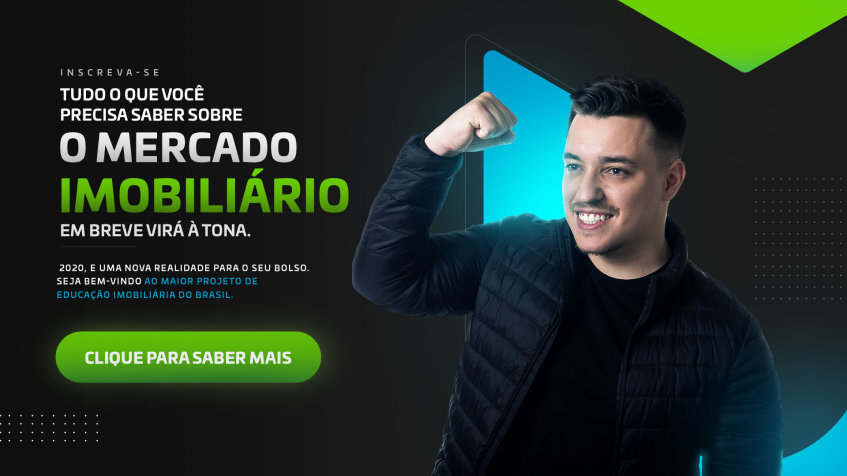 INSCREVA-SE
TUDO O QUE VOCÊ
PRECISA SABER SOBRE
O MERCADO
IMOBILIÁRIO
EM BREVE VIRÁ À TONA.
2020, E UMA NOVA REALIDADE PARA O SEU BOLSO.
SEJA BEM-VINDO AO MAIOR PROJETO DE
EDUCAÇÃO IMOBILIÁRIA DO BRASIL.
CLIQUE PARA SABER MAIS